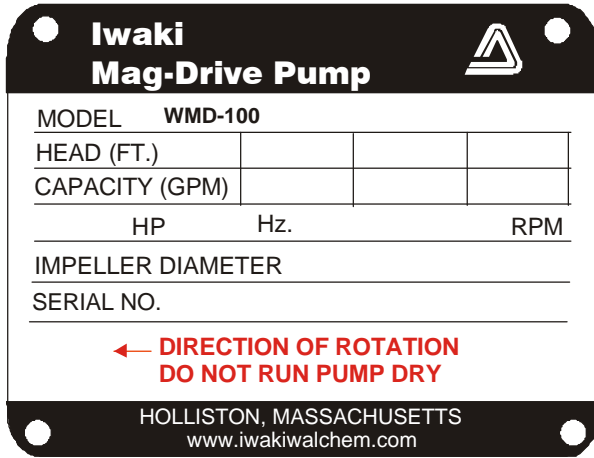 Iwaki
Mag-Drive Pump
MODEL WMD-100
HEAD (FT.)
CAPACITY (GPM)
HP Hz. RPM
IMPELLER DIAMETER
SERIAL NO.
DIRECTION OF ROTATION
DO NOT RUN PUMP DRY
HOLLISTON, MASSACHUSETTS
www.iwakiwalchem.com